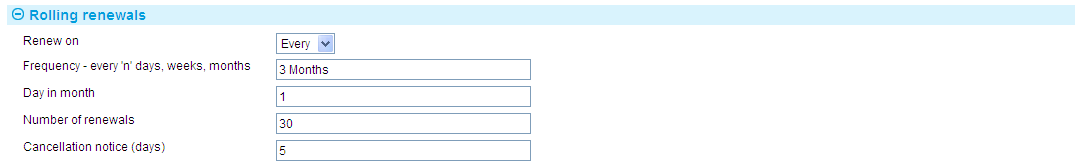 Rolling renewals
Renew on Every
Frequency - every 'n' days, weeks, months 3 Months
Day in month 1
Number of renewals 30
Cancellation notice (days) 5